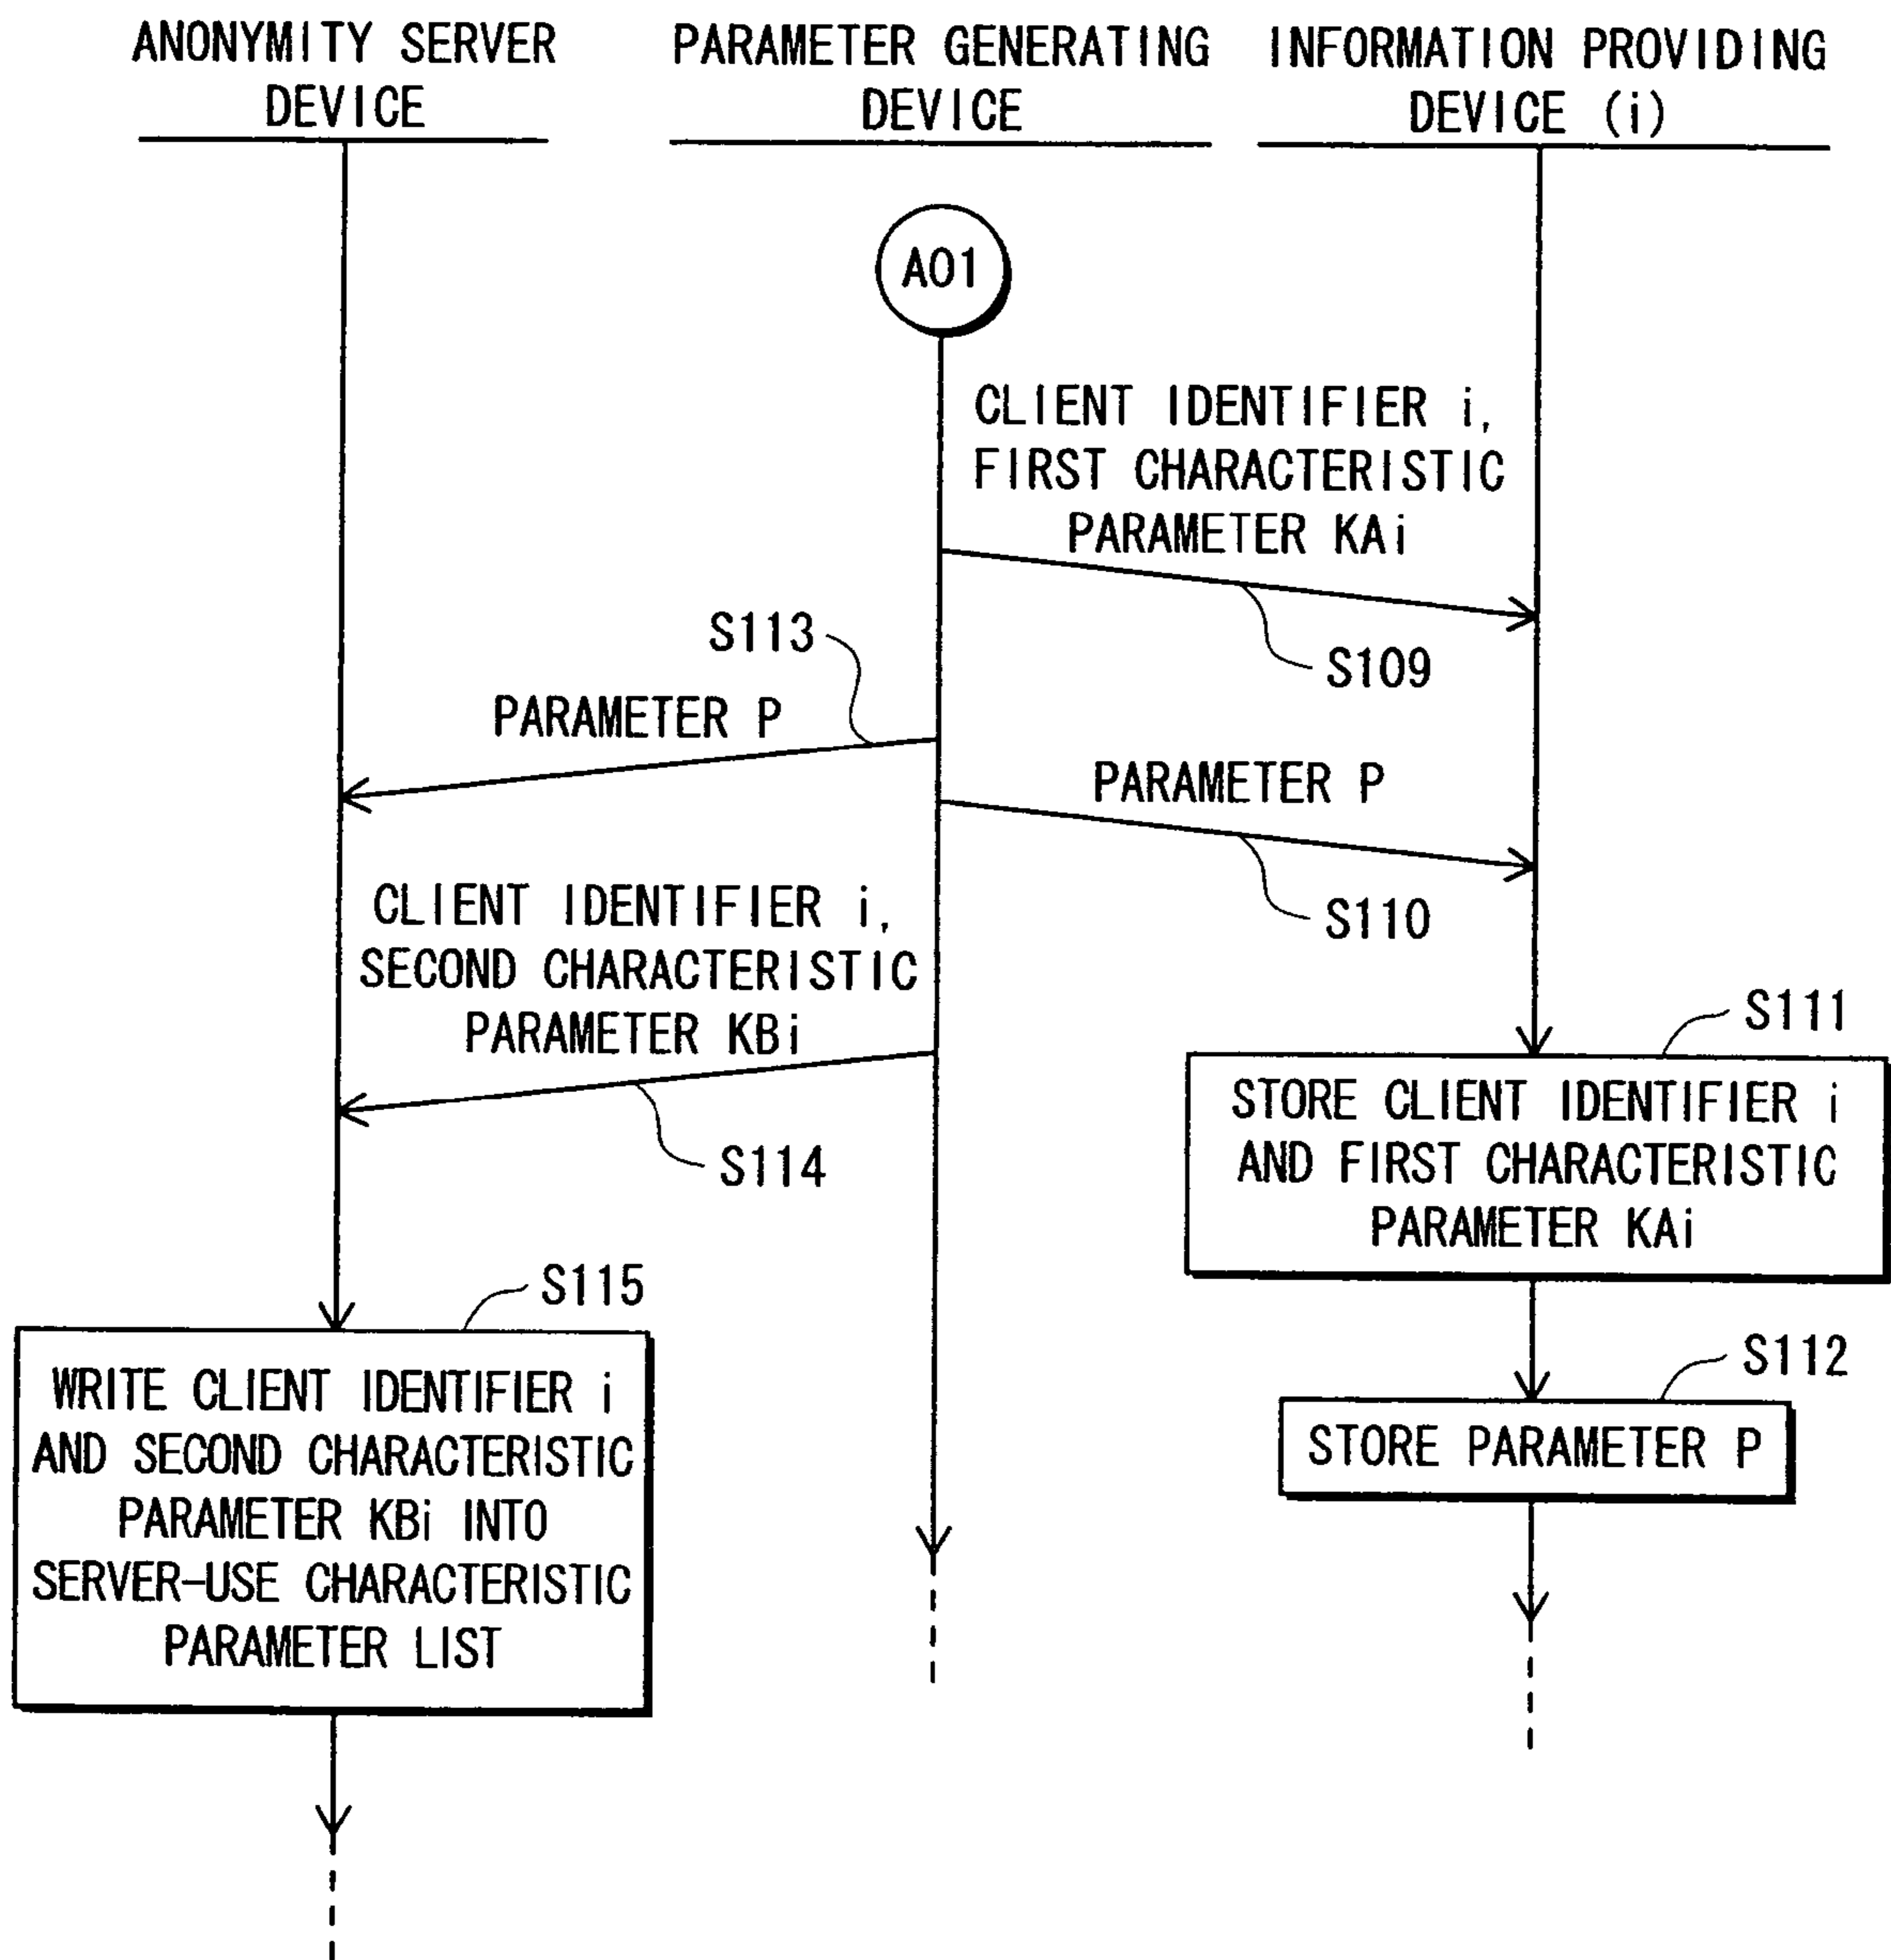 ANONYMITY SERVER
DEVICE
PARAMETER GENERATING
DEVICE
INFORMATION PROVIDING
DEVICE (i)
A01
CLIENT IDENTIFIER i,
FIRST CHARACTERISTIC
PARAMETER KAi
S109
S113
PARAMETER P
PARAMETER P
S110
CLIENT IDENTIFIER i,
SECOND CHARACTERISTIC
PARAMETER KBi
S114
S111
STORE CLIENT IDENTIFIER i
AND FIRST CHARACTERISTIC
PARAMETER KAi
S115
WRITE CLIENT IDENTIFIER i
AND SECOND CHARACTERISTIC
PARAMETER KBi INTO
SERVER-USE CHARACTERISTIC
PARAMETER LIST
S112
STORE PARAMETER P